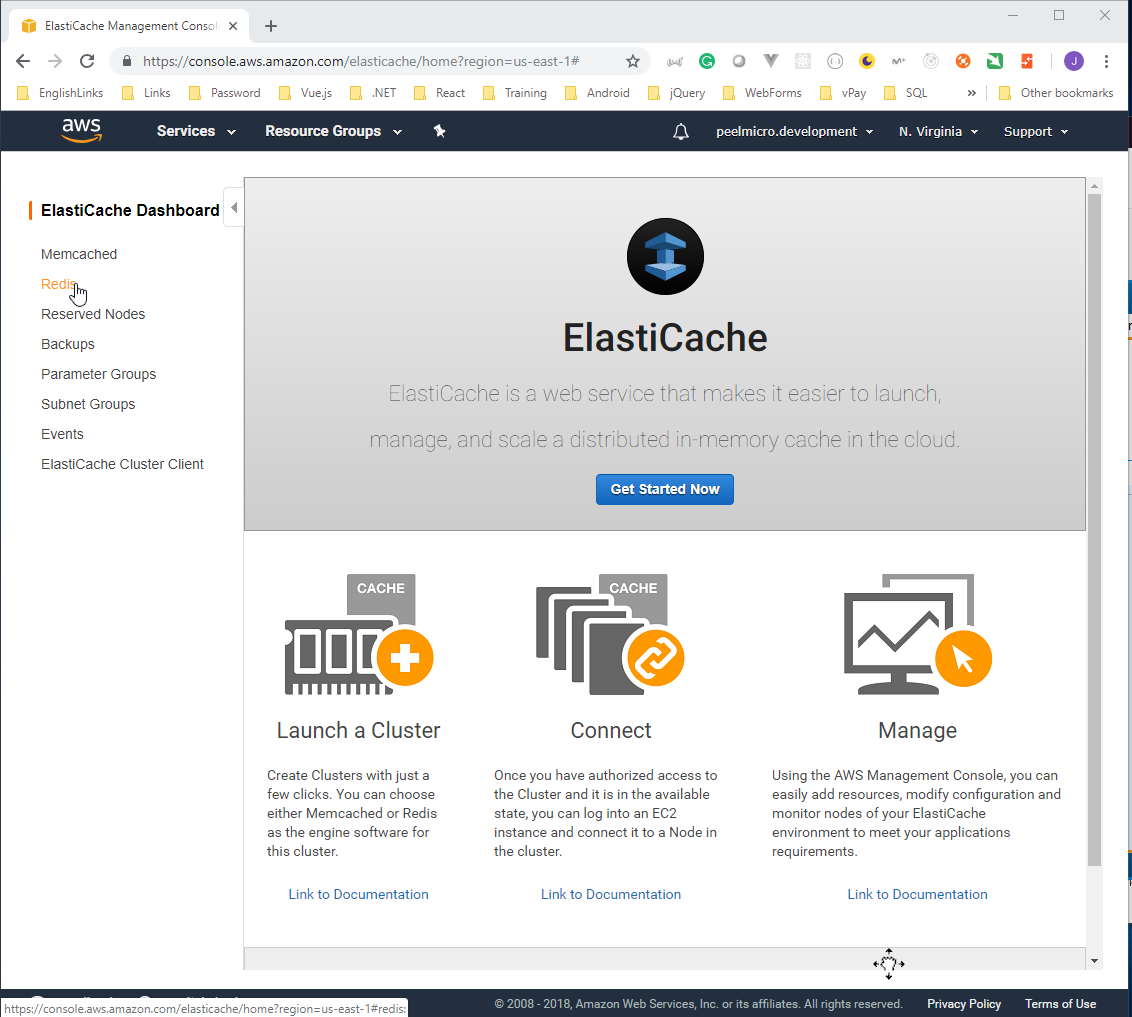 ElastiCache Management Consol
https://console.aws.amazon.com/elasticache/home?region=us-east-1#
J
EnglishLinks Links Password Vue.js .NET React Training Android jQuery WebForms vPay SQL » Other bookmarks
aws Services Resource Groups peelmicro.development N. Virginia Support
ElastiCache Dashboard
Memcached
Redis
Reserved Nodes
Backups
Parameter Groups
Subnet Groups
Events
ElastiCache Cluster Client
ElastiCache
ElastiCache is a web service that makes it easier to launch,
manage, and scale a distributed in-memory cache in the cloud.
Get Started Now
CACHE
CACHE
Launch a Cluster
Create Clusters with just a
few clicks. You can choose
either Memcached or Redis
as the engine software for
this cluster.
Link to Documentation
Connect
Once you have authorized access to
the Cluster and it is in the available
state, you can log into an EC2
instance and connect it to a Node in
the cluster.
Link to Documentation
Manage
Using the AWS Management Console, you can
easily add resources, modify configuration and
monitor nodes of your ElastiCache
environment to meet your applications
requirements.
Link to Documentation
© 2008 - 2018, Amazon Web Services, Inc. or its affiliates. All rights reserved. Privacy Policy Terms of Use
https://console.aws.amazon.com/elasticache/home?region=us-east-1#redis: